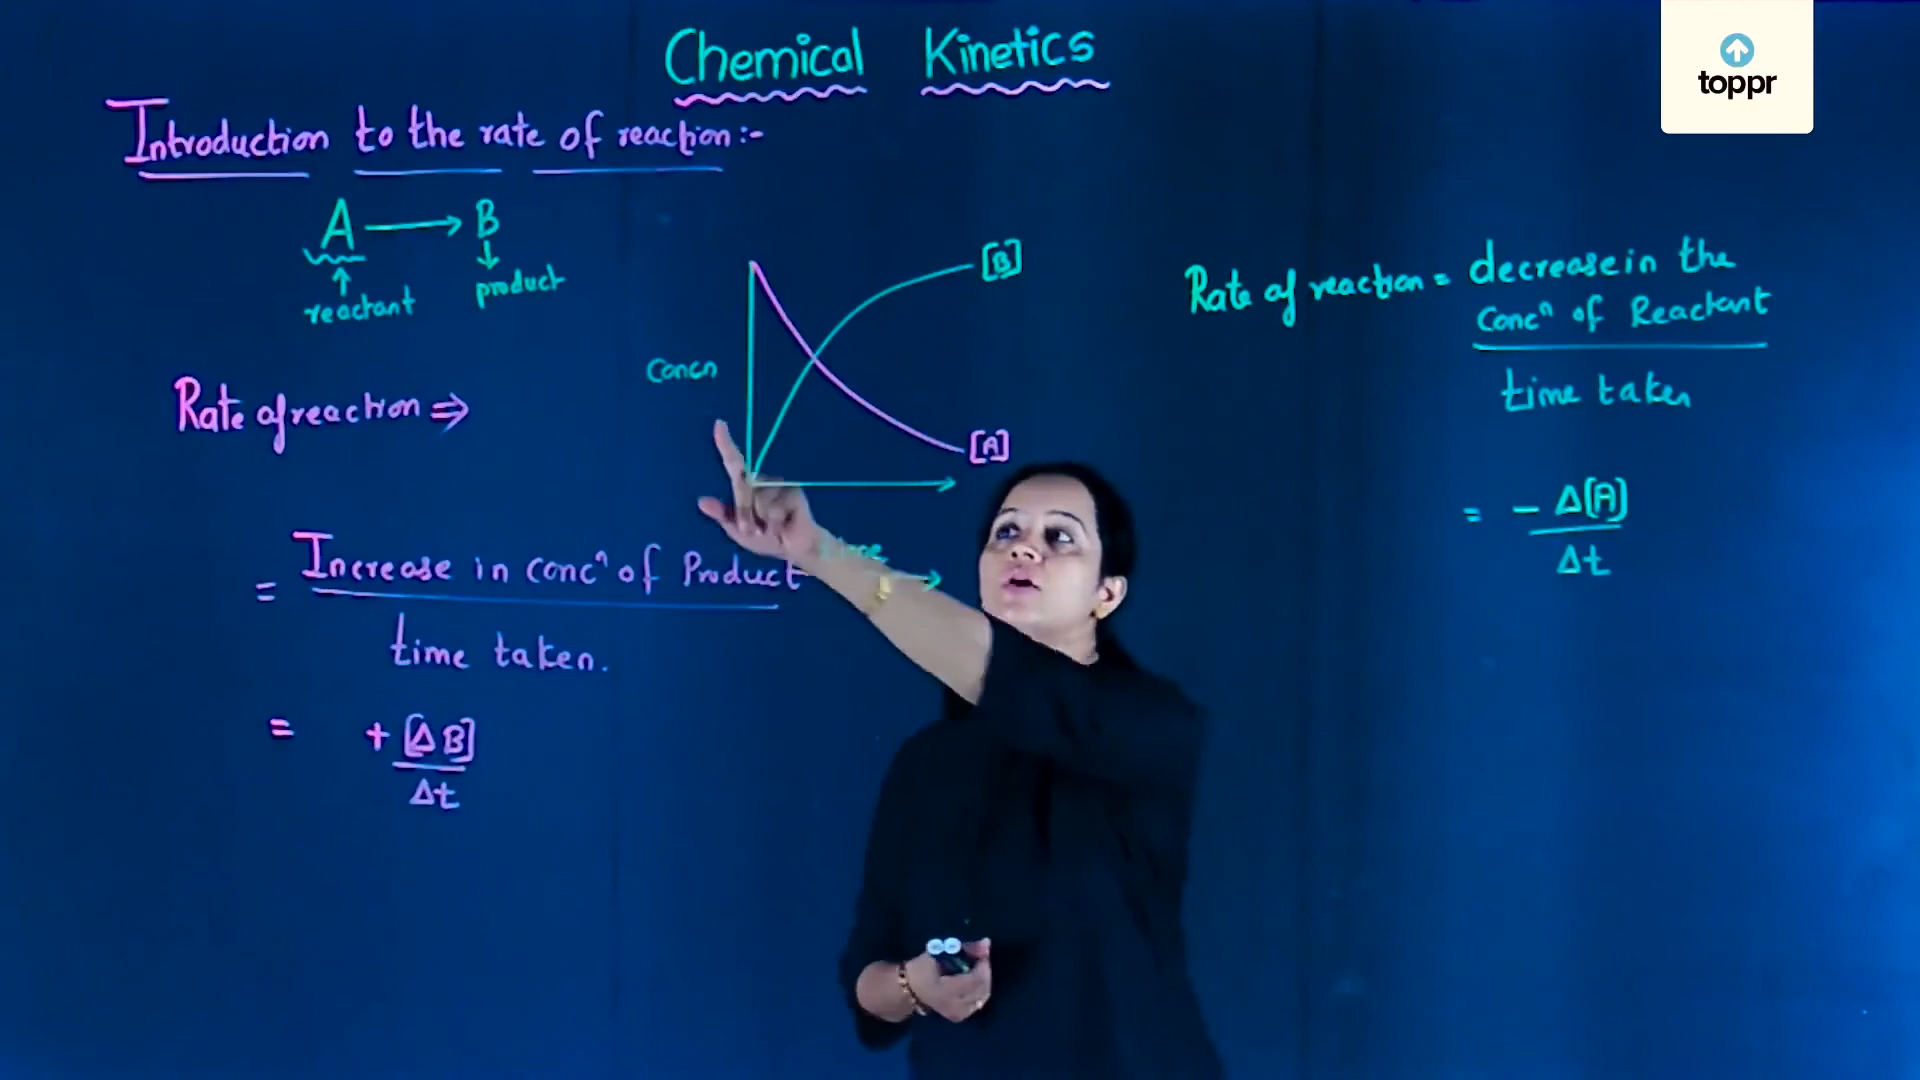 Chemical Kinetics
toppr
Introduction to the rate of reaction:-
A → B
reactant
product
Rate of reaction ⇒
Concn
[B]
[A]
= Increase in concⁿ of Product
time taken.
= + [Δ B]
Δt
Rate of reaction = decrease in the
Concⁿ of Reactant
time taken
= - Δ[A]
Δt